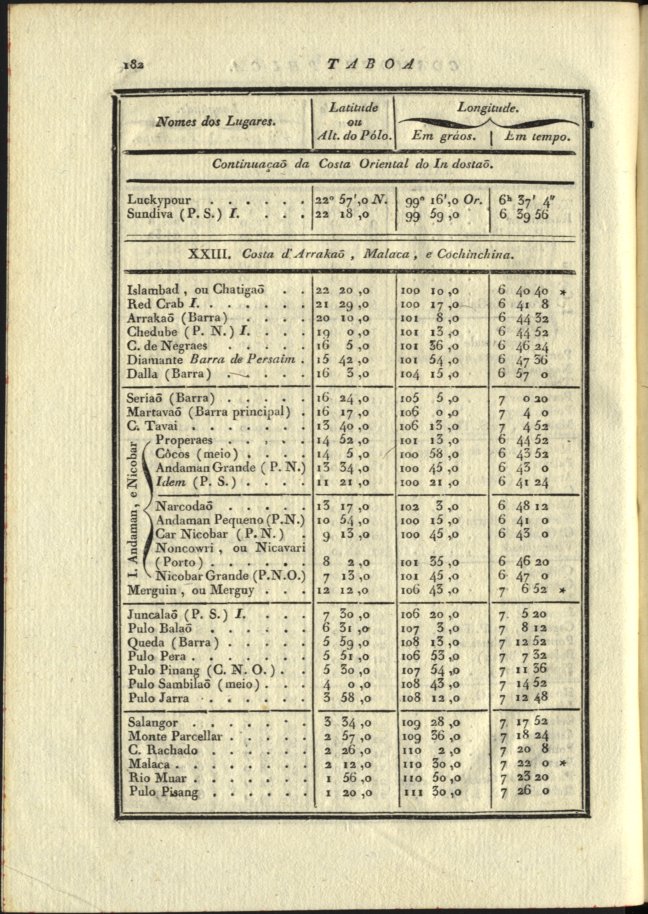 182 TABOA
Nomes dos Lugares. Latitude ou Alt. do Pólo. Longitude.
Em gráos. Em tempo.
Continuaçaõ da Costa Oriental do Indostaõ.
Luckypour . . . . . . 22° 57',0 N. 99° 16',0 Or. 6h 37' 4"
Sundiva (P. S.) I. . . . 22 18 ,0 99 59 ,0 6 39 56
XXIII. Costa d'Arrakaõ, Malaca, e Cochinchina.
Islambad, ou Chatigaõ . . 22 20 ,0 100 10 ,0 6 40 40 *
Red Crab I. . . . . . . 21 29 ,0 100 17 ,0 6 41 8
Arrakaõ (Barra) . . . . 20 10 ,0 101 8 ,0 6 44 32
Chedube (P. N.) I. . . . 19 0 ,0 101 13 ,0 6 44 52
C. de Negraes . . . . . 16 5 ,0 101 36 ,0 6 46 24
Diamante Barra de Persaim . 15 42 ,0 101 54 ,0 6 47 36
Dalla (Barra) . . . . . 16 3 ,0 104 15 ,0 6 57 0
Seriaõ (Barra) . . . . . 16 24 ,0 105 5 ,0 7 0 20
Martavaõ (Barra principal) . 16 17 ,0 106 0 ,0 7 4 0
C. Tavai . . . . . . . 13 40 ,0 106 13 ,0 7 4 52
I. Andaman, e Nicobar
Properaes . . . . . 14 52 ,0 101 13 ,0 6 44 52
Côcos (meio) . . . . . 14 5 ,0 100 58 ,0 6 43 52
Andaman Grande (P. N.) 13 34 ,0 100 45 ,0 6 43 0
Idem (P. S.) . . . . 11 21 ,0 100 21 ,0 6 41 24
Narcodaõ . . . . . 13 17 ,0 102 3 ,0 6 48 12
Andaman Pequeno (P.N.) 10 54 ,0 100 15 ,0 6 41 0
Car Nicobar (P. N.) . 9 13 ,0 100 45 ,0 6 43 0
Noncowri, ou Nicavari
(Porto) . . . . . . 8 2 ,0 101 35 ,0 6 46 20
Nicobar Grande (P.N.O.) 7 13 ,0 101 45 ,0 6 47 0
Merguin, ou Merguy . . . 12 12 ,0 106 43 ,0 7 6 52 *
Juncalaõ (P. S.) I. . . . 7 30 ,0 106 20 ,0 7 5 20
Pulo Balaõ . . . . . . 6 31 ,0 107 3 ,0 7 8 12
Queda (Barra) . . . . . 5 59 ,0 108 13 ,0 7 12 52
Pulo Pera . . . . . . 5 51 ,0 106 53 ,0 7 7 32
Pulo Pinang (C. N. O.) . . 5 30 ,0 107 54 ,0 7 11 36
Pulo Sambilaõ (meio) . . . 4 0 ,0 108 43 ,0 7 14 52
Pulo Jarra . . . . . . 3 58 ,0 108 12 ,0 7 12 48
Salangor . . . . . . . 3 34 ,0 109 28 ,0 7 17 52
Monte Parcellar . . . . . 2 57 ,0 109 36 ,0 7 18 24
C. Rachado . . . . . . 2 26 ,0 110 2 ,0 7 20 8
Malaca . . . . . . . . 2 12 ,0 110 30 ,0 7 22 0 *
Rio Muar . . . . . . . 1 56 ,0 110 50 ,0 7 23 20
Pulo Pisang . . . . . . 1 20 ,0 111 30 ,0 7 26 0